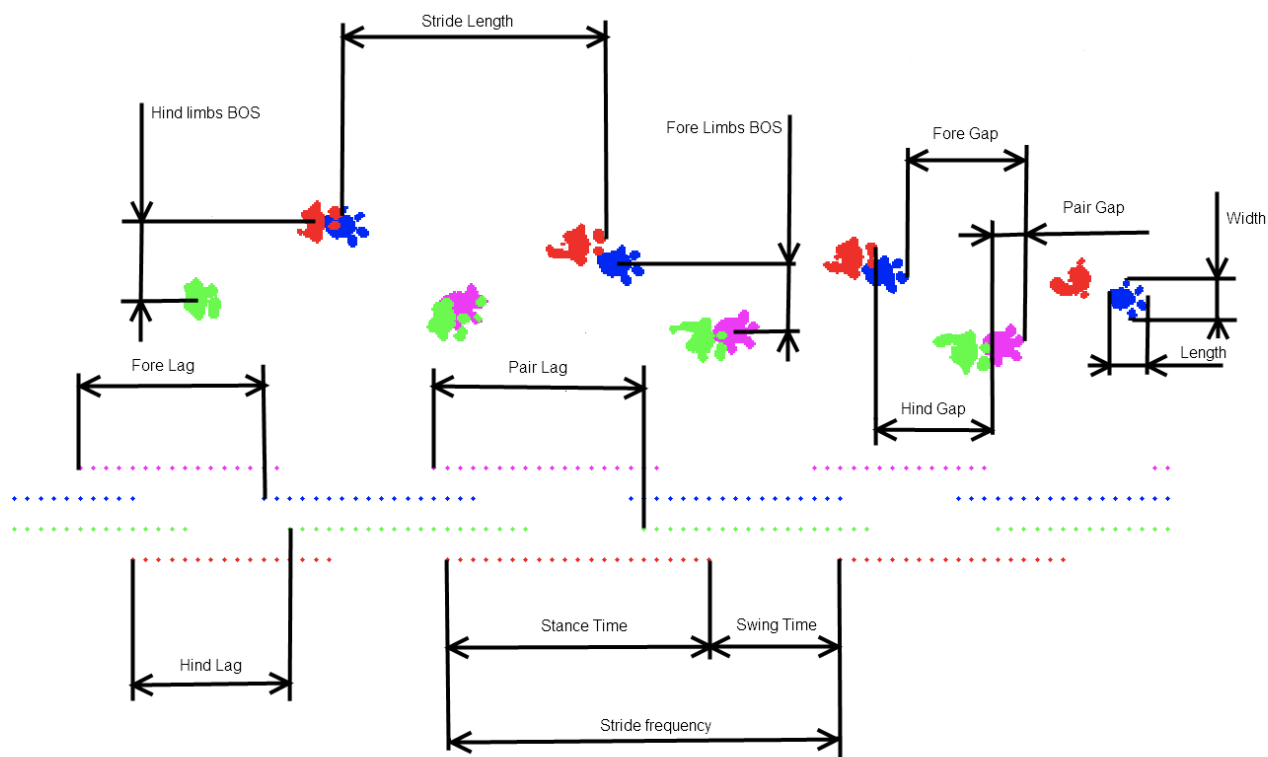 Stride Length
Hind limbs BOS
Fore Limbs BOS
Fore Gap
Pair Gap
Width
Fore Lag
Pair Lag
Length
Hind Gap
Stance Time
Swing Time
Hind Lag
Stride frequency